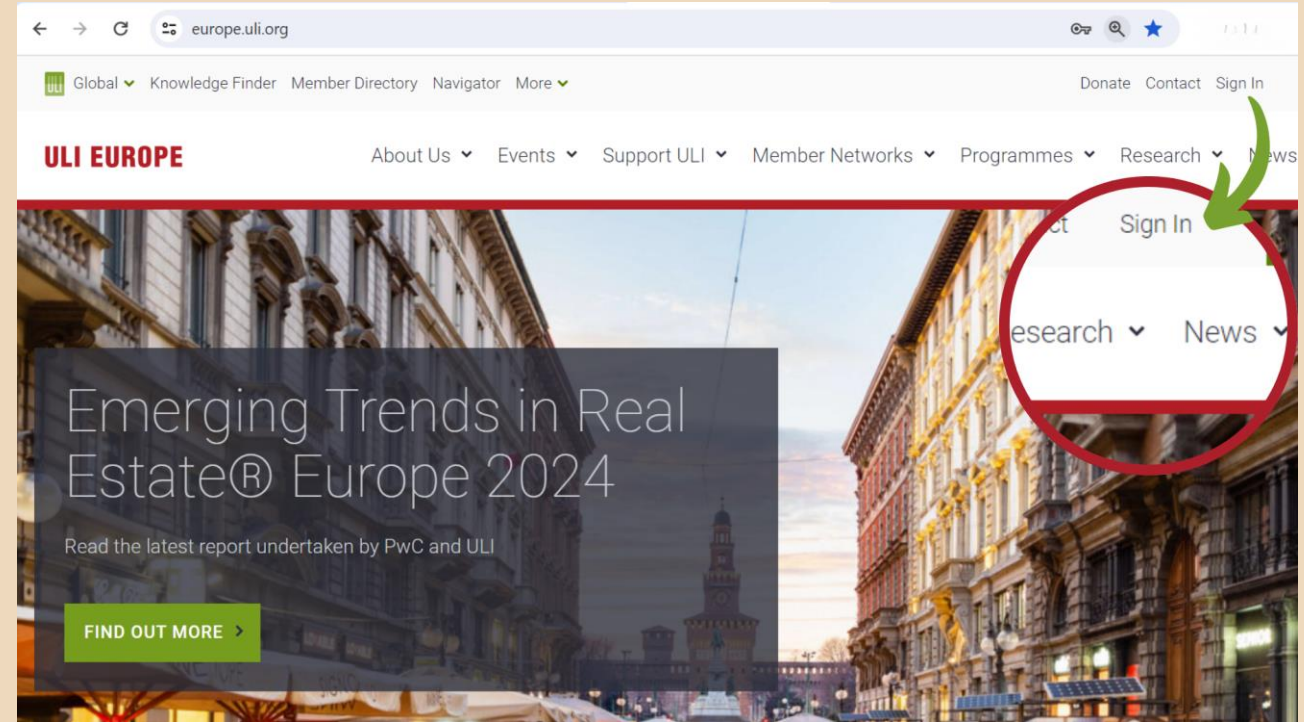 europe.uli.org
ULI Global Knowledge Finder Member Directory Navigator More Donate Contact Sign In
ULI EUROPE About Us Events Support ULI Member Networks Programmes Research News
ct Sign In
esearch News
Emerging Trends in Real
Estate® Europe 2024
Read the latest report undertaken by PwC and ULI
FIND OUT MORE